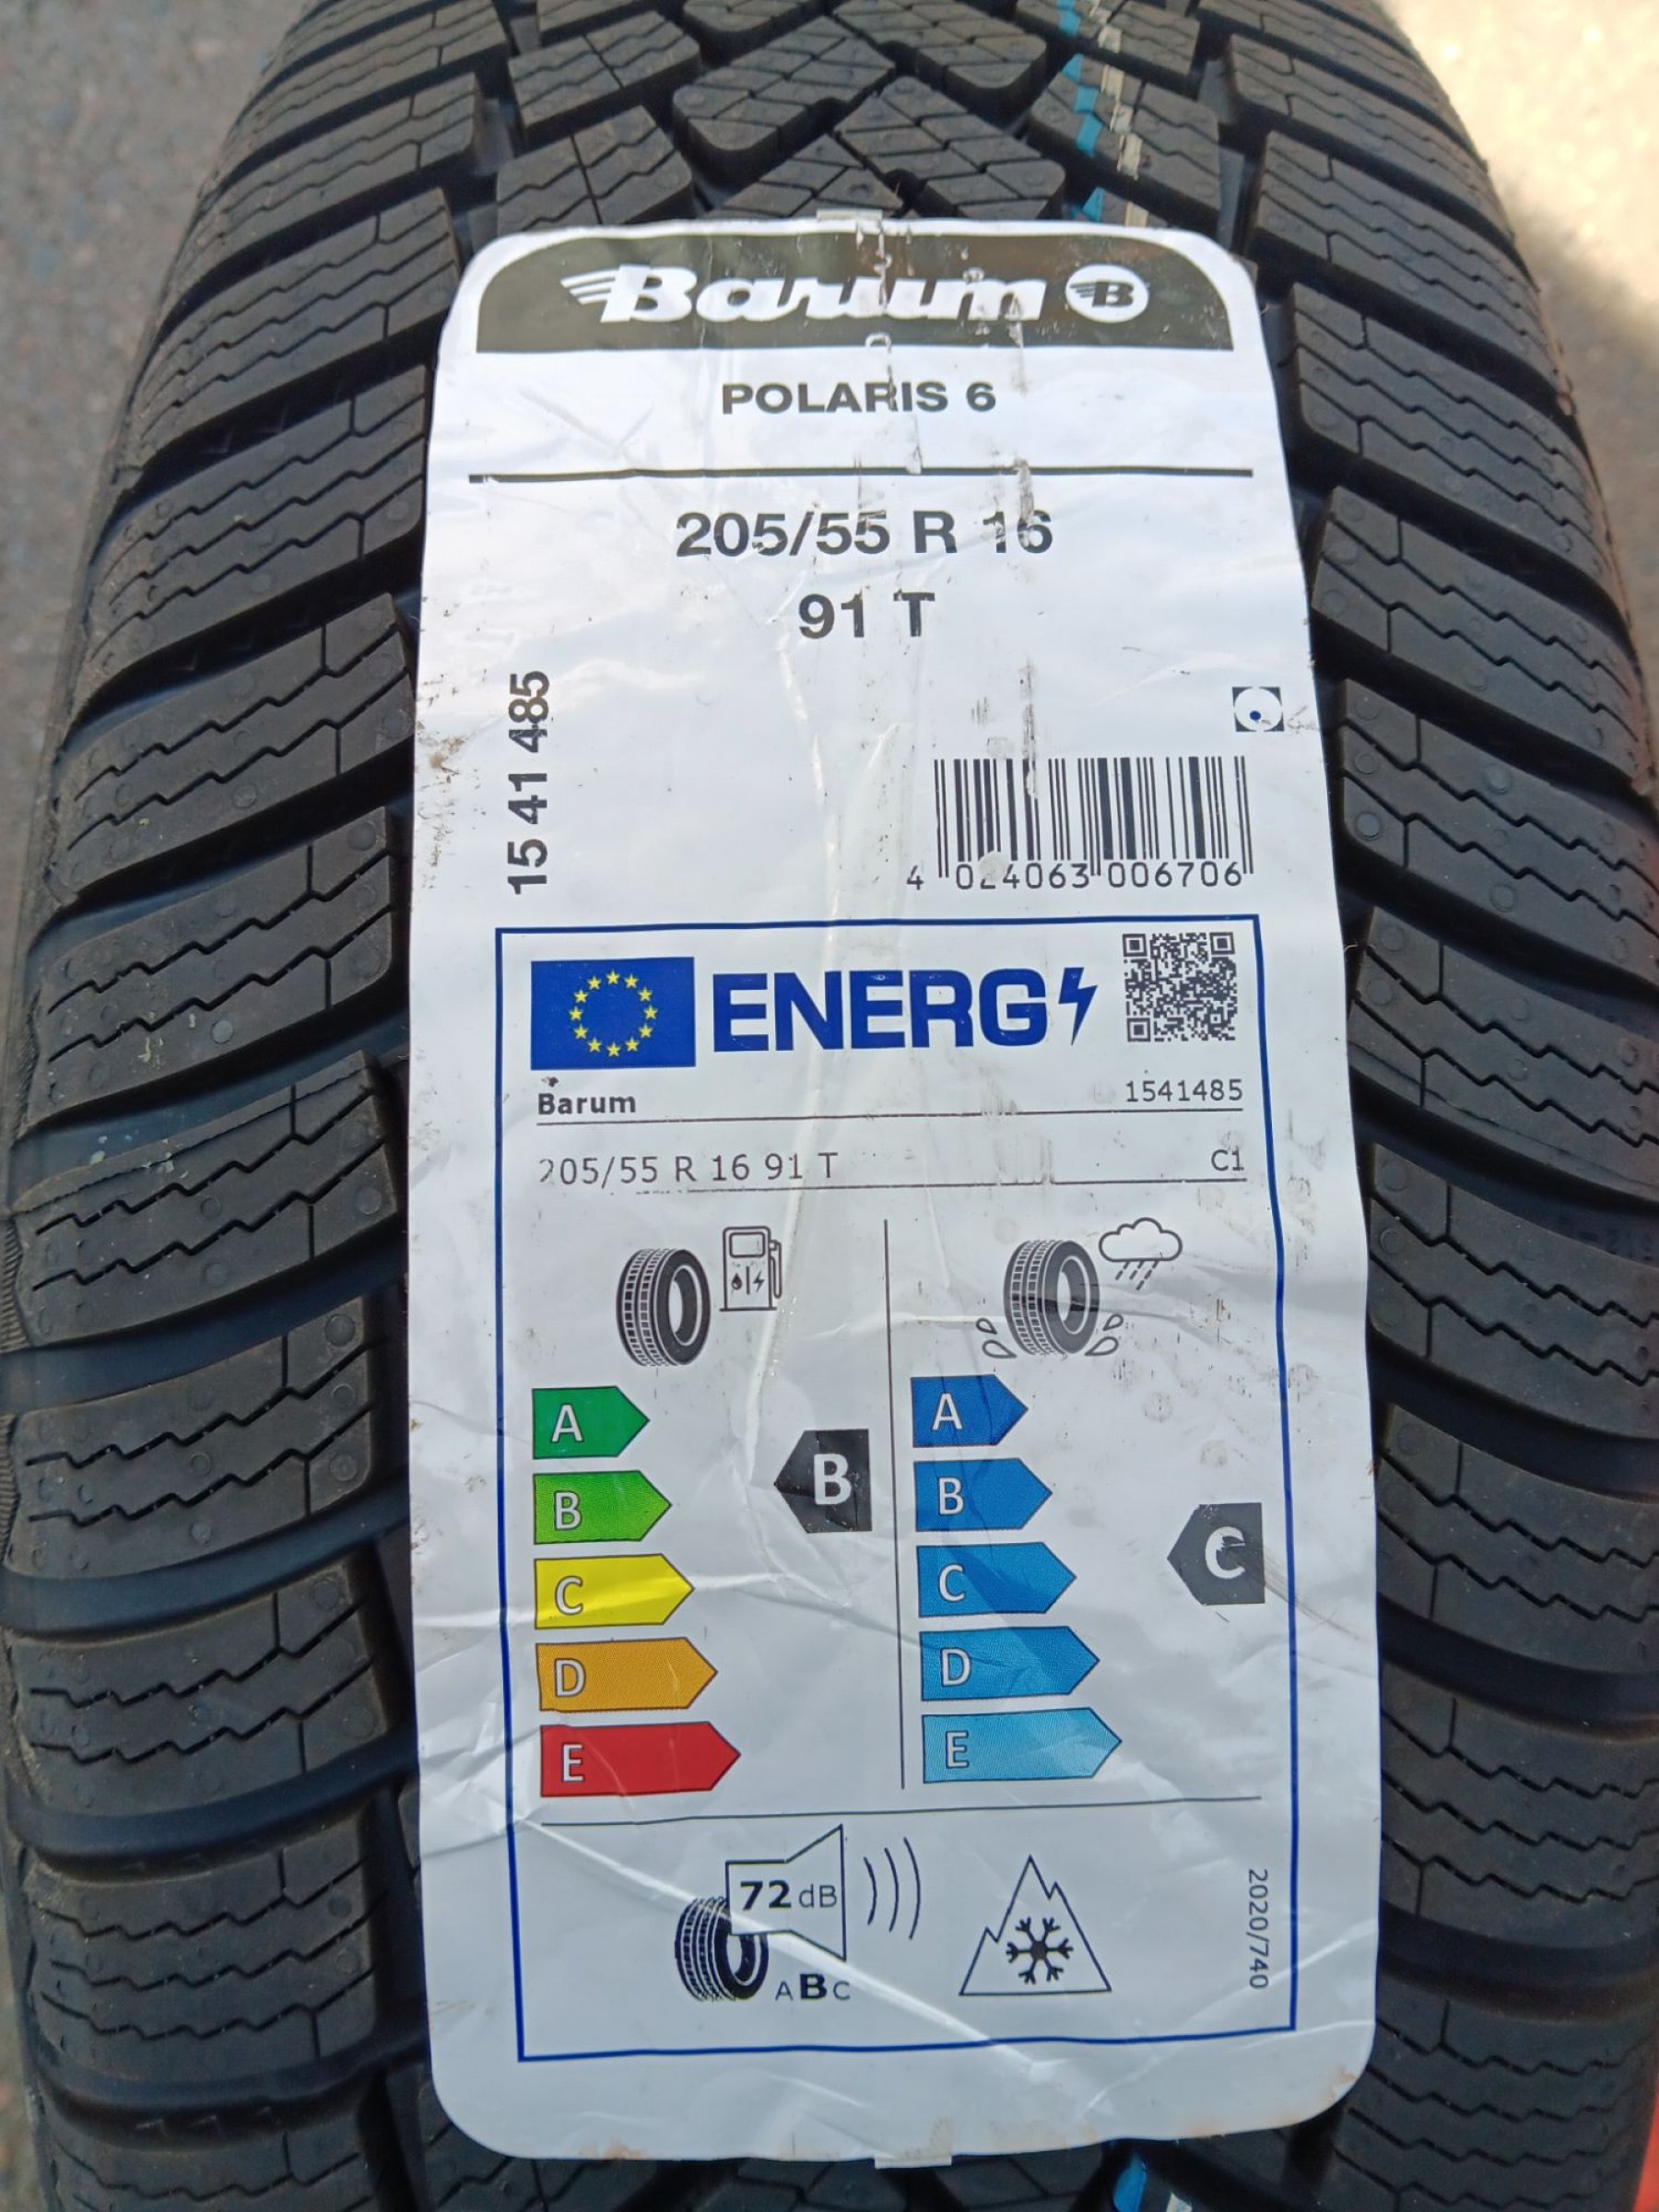 Barum B
POLARIS 6
205/55 R 16
91 T
15 41 485
4 024063 006706
ENERG
Barum 1541485
205/55 R 16 91 T C1
A
B
C
D
E
B
A
B
C
D
E
C
72 dB
ABC
2020/740